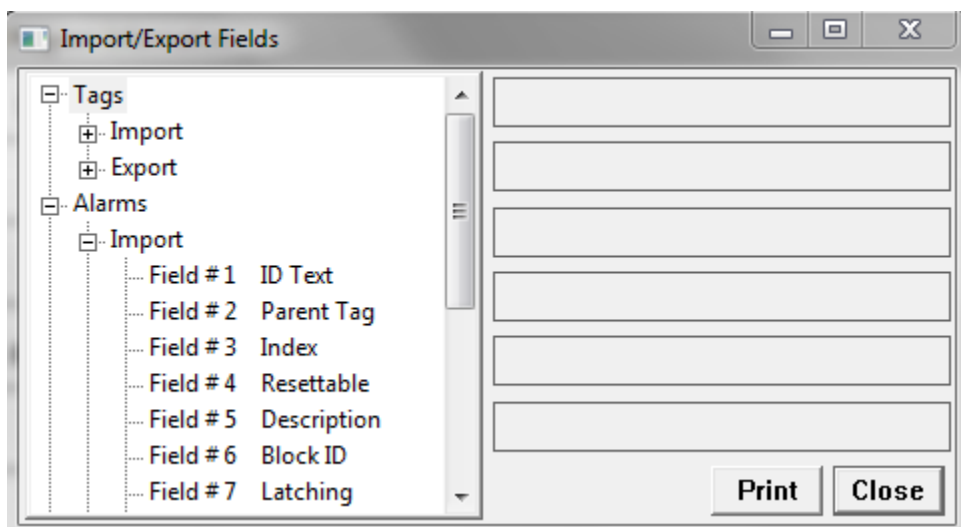 Import/Export Fields
Tags
Import
Export
Alarms
Import
Field #1 ID Text
Field #2 Parent Tag
Field #3 Index
Field #4 Resettable
Field #5 Description
Field #6 Block ID
Field #7 Latching
Print Close